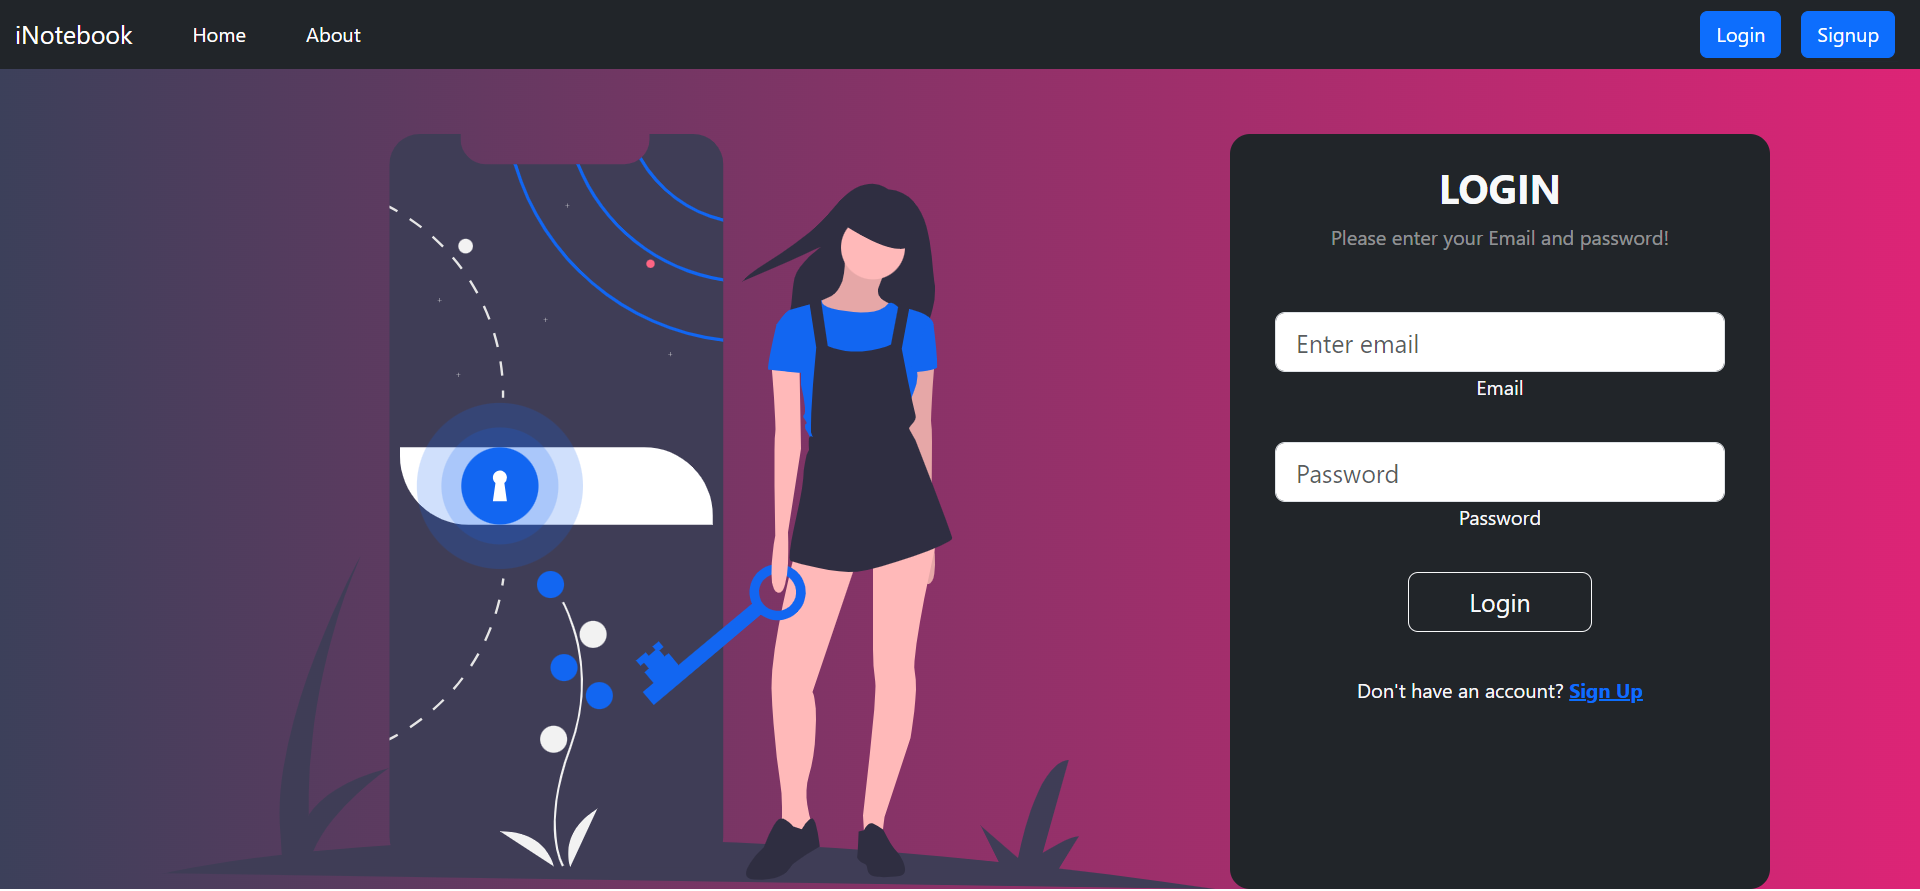 iNotebook Home About Login Signup
LOGIN
Please enter your Email and password!
Enter email
Email
Password
Password
Login
Don't have an account? Sign Up